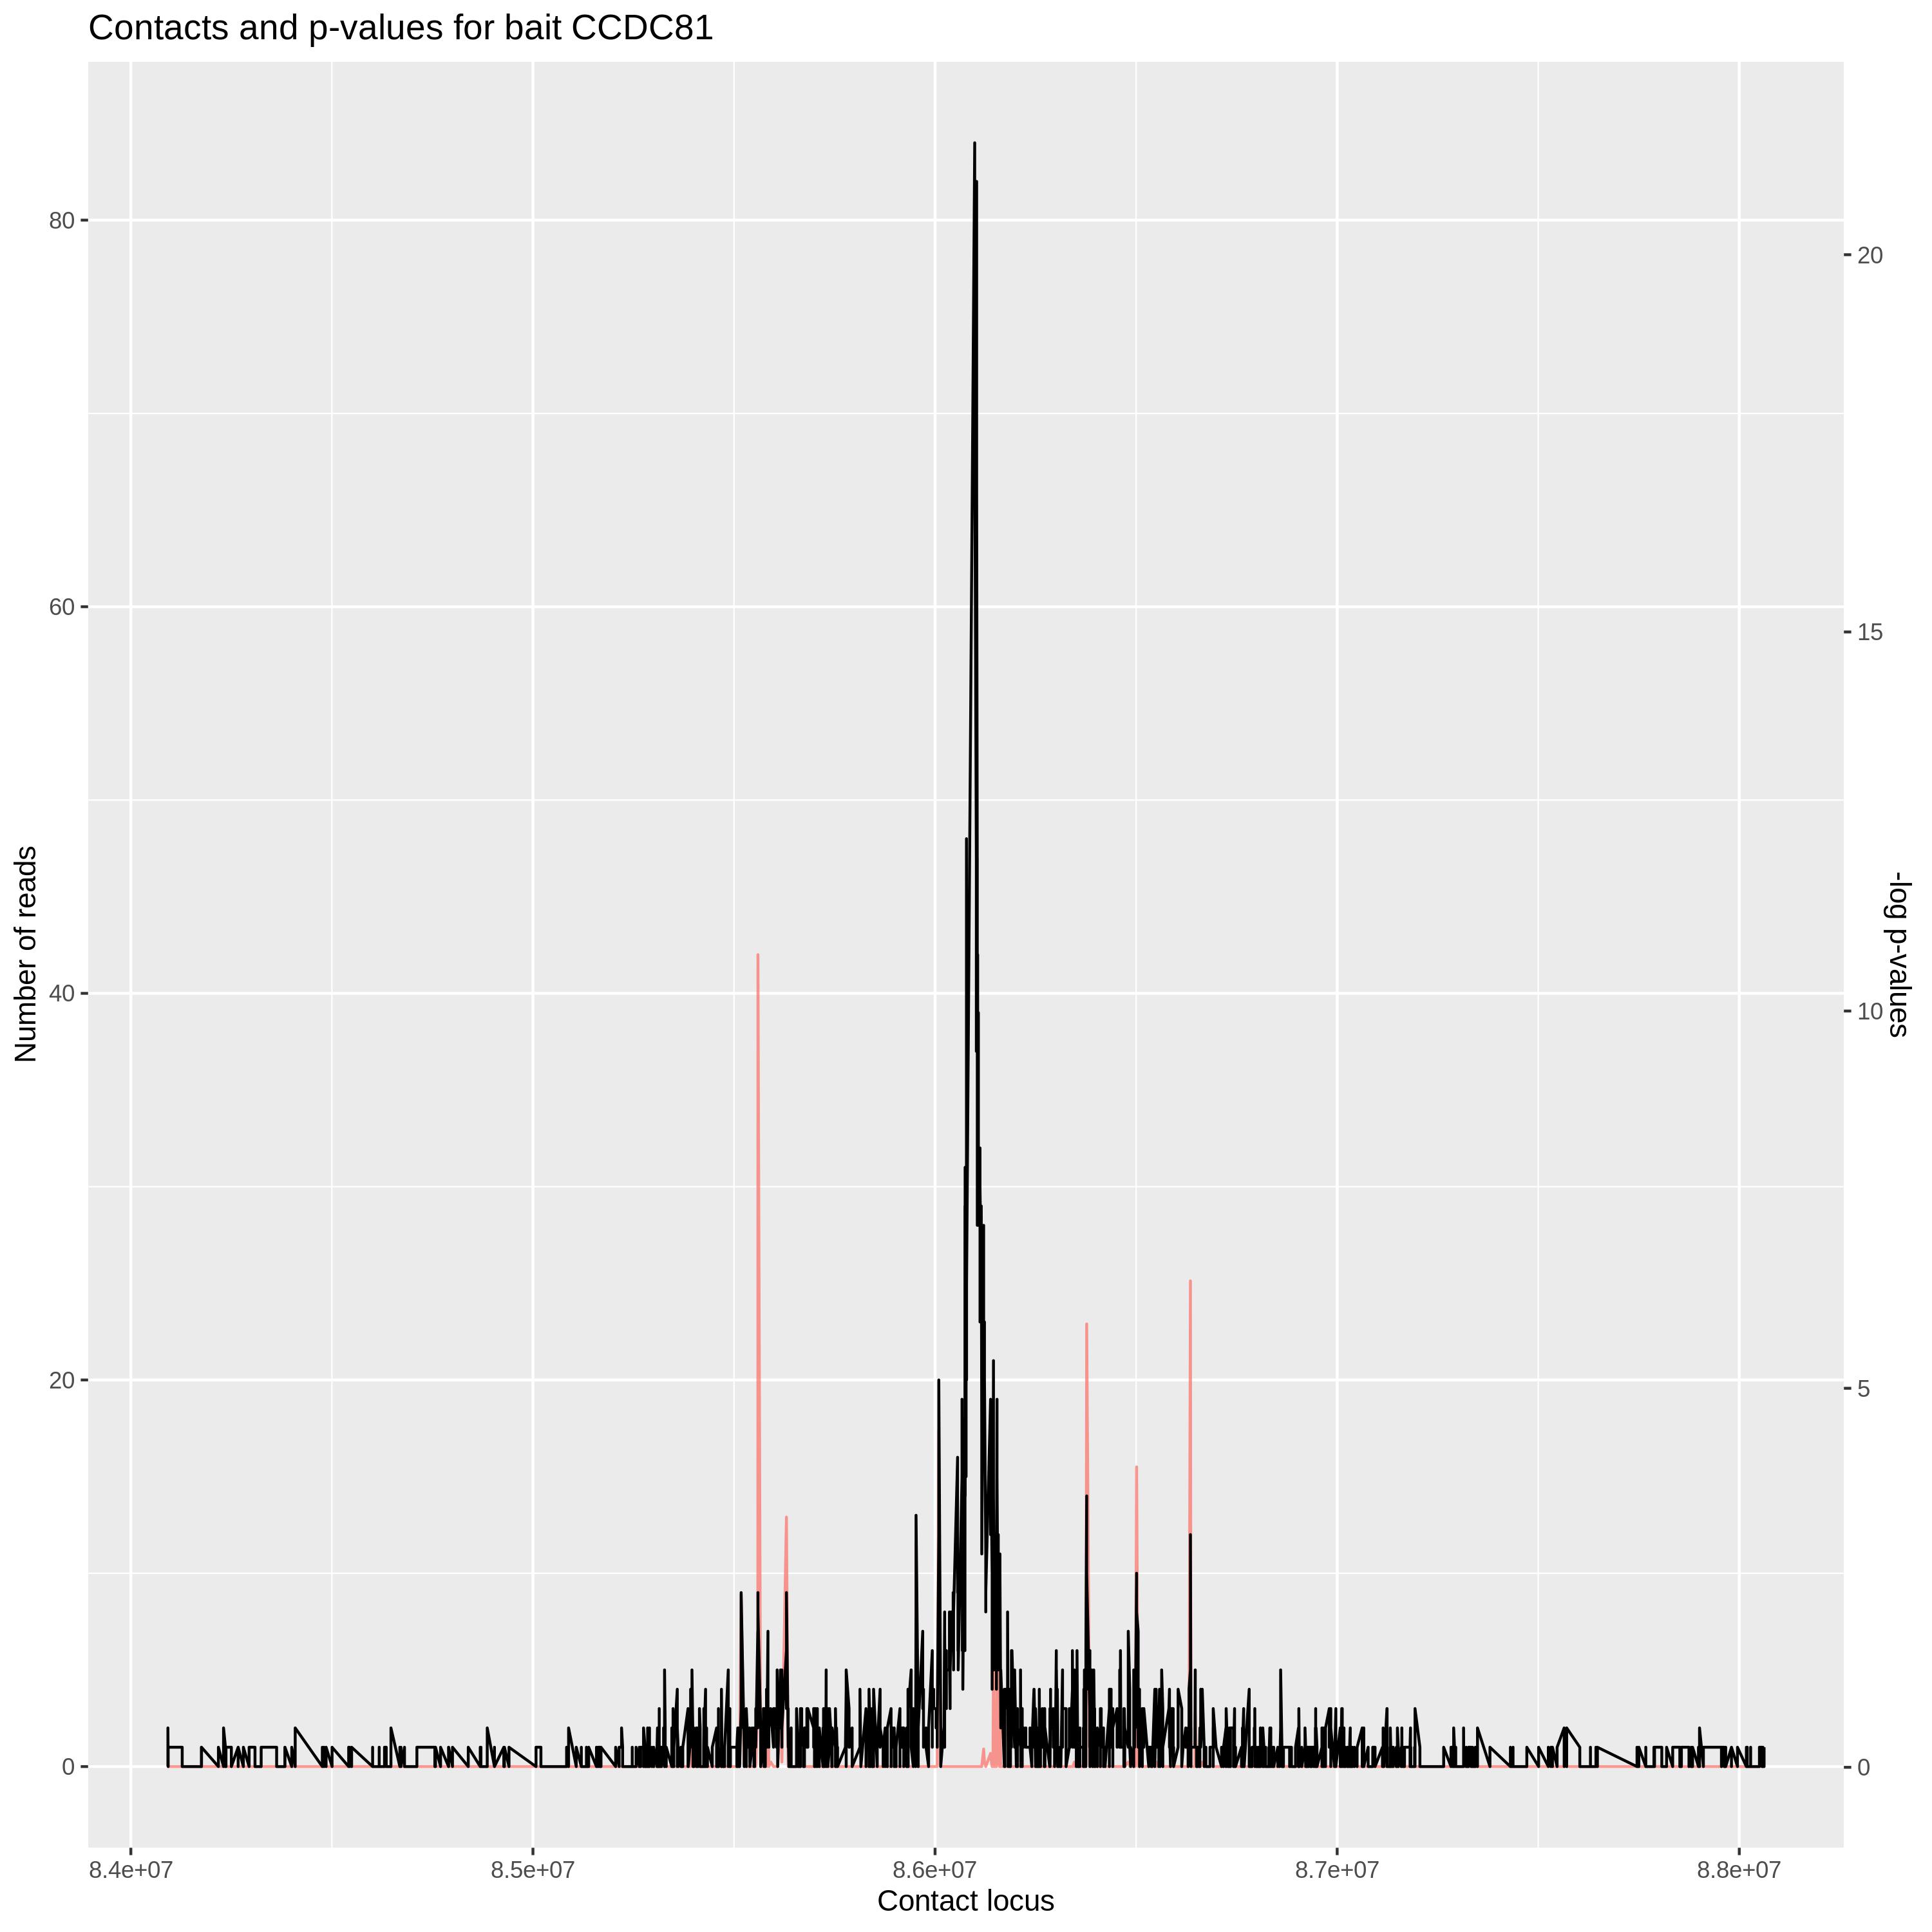 Contacts and p-values for bait CCDC81
Number of reads
80
60
40
20
0
20
15
10
5
0
-log p-values
8.4e+07 8.5e+07 8.6e+07 8.7e+07 8.8e+07
Contact locus